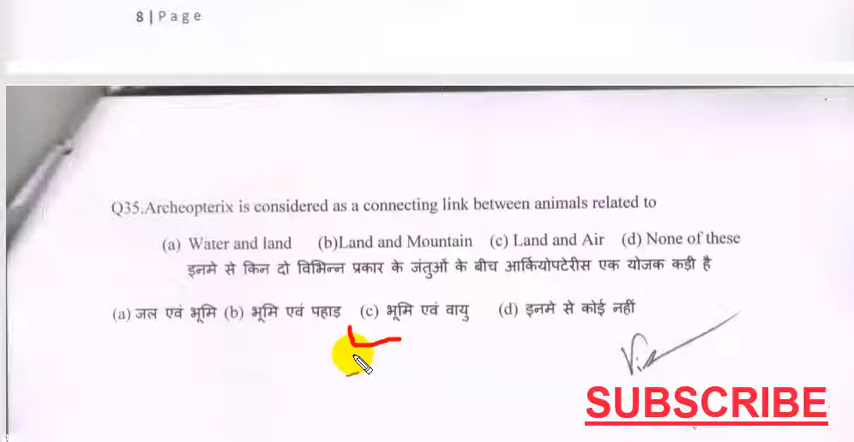 8 | P a g e
Q35.Archeopterix is considered as a connecting link between animals related to
(a) Water and land (b)Land and Mountain (c) Land and Air (d) None of these
इनमे से किन दो विभिन्न प्रकार के जंतुओं के बीच आर्कियोपटेरीस एक योजक कड़ी है
(a) जल एवं भूमि (b) भूमि एवं पहाड़ (c) भूमि एवं वायु (d) इनमे से कोई नहीं
SUBSCRIBE